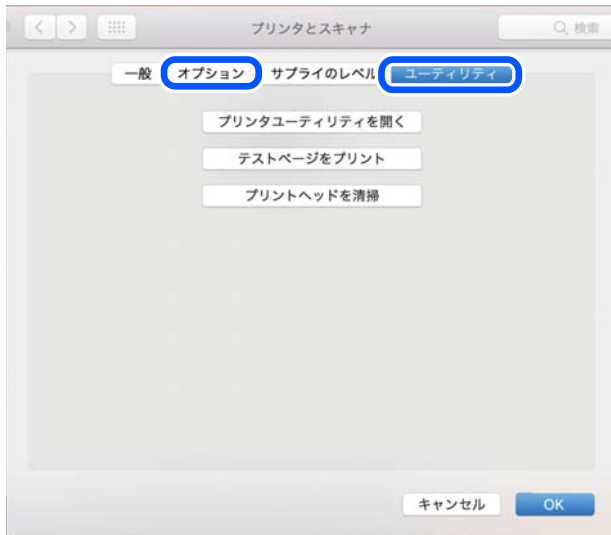 プリンタとスキャナ
検索
一般 オプション サプライのレベル ユーティリティ
プリンタユーティリティを開く
テストページをプリント
プリントヘッドを清掃
キャンセル OK